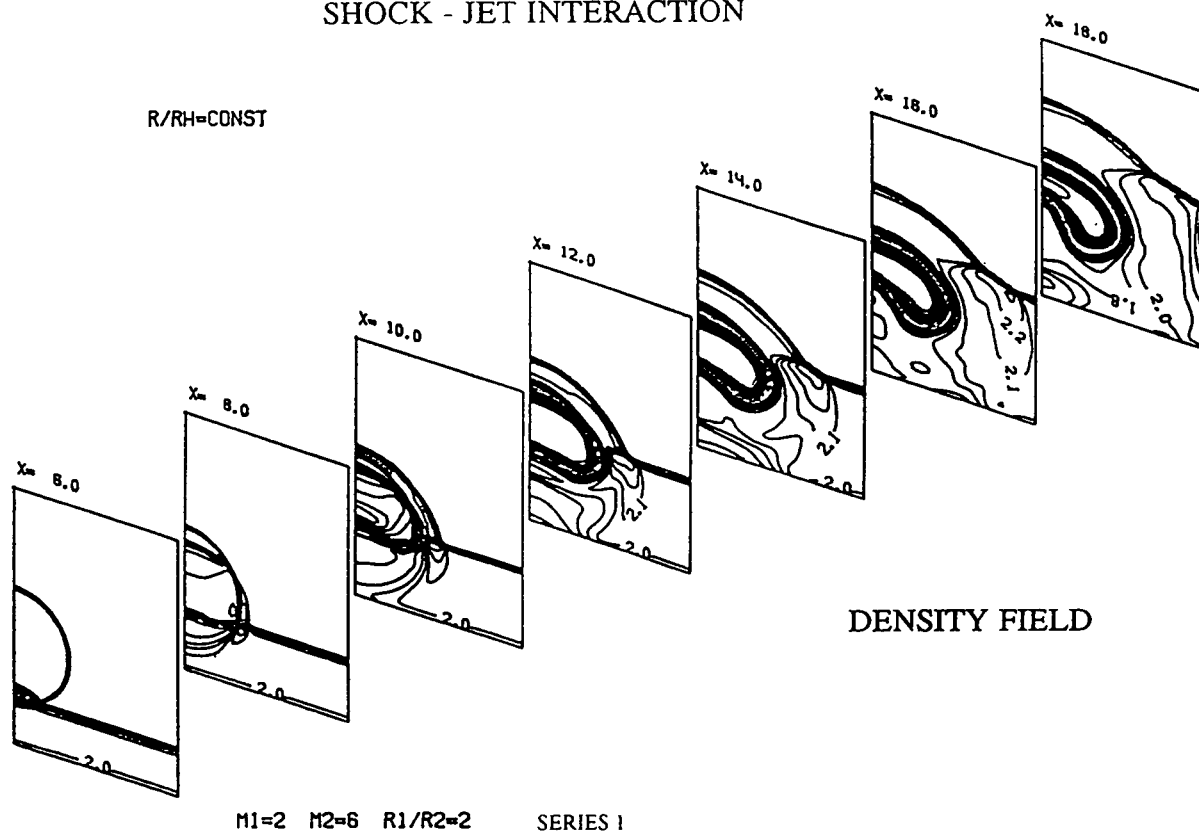 SHOCK - JET INTERACTION
R/RH=CONST
X= 18.0
X= 16.0
X= 14.0
X= 12.0
X= 10.0
X= 8.0
X= 6.0
1.8
2.0
2.2
2.1
2.1
2.0
2.1
2.0
2.0
2.0
2.0
DENSITY FIELD
M1=2 M2=6 R1/R2=2 SERIES 1